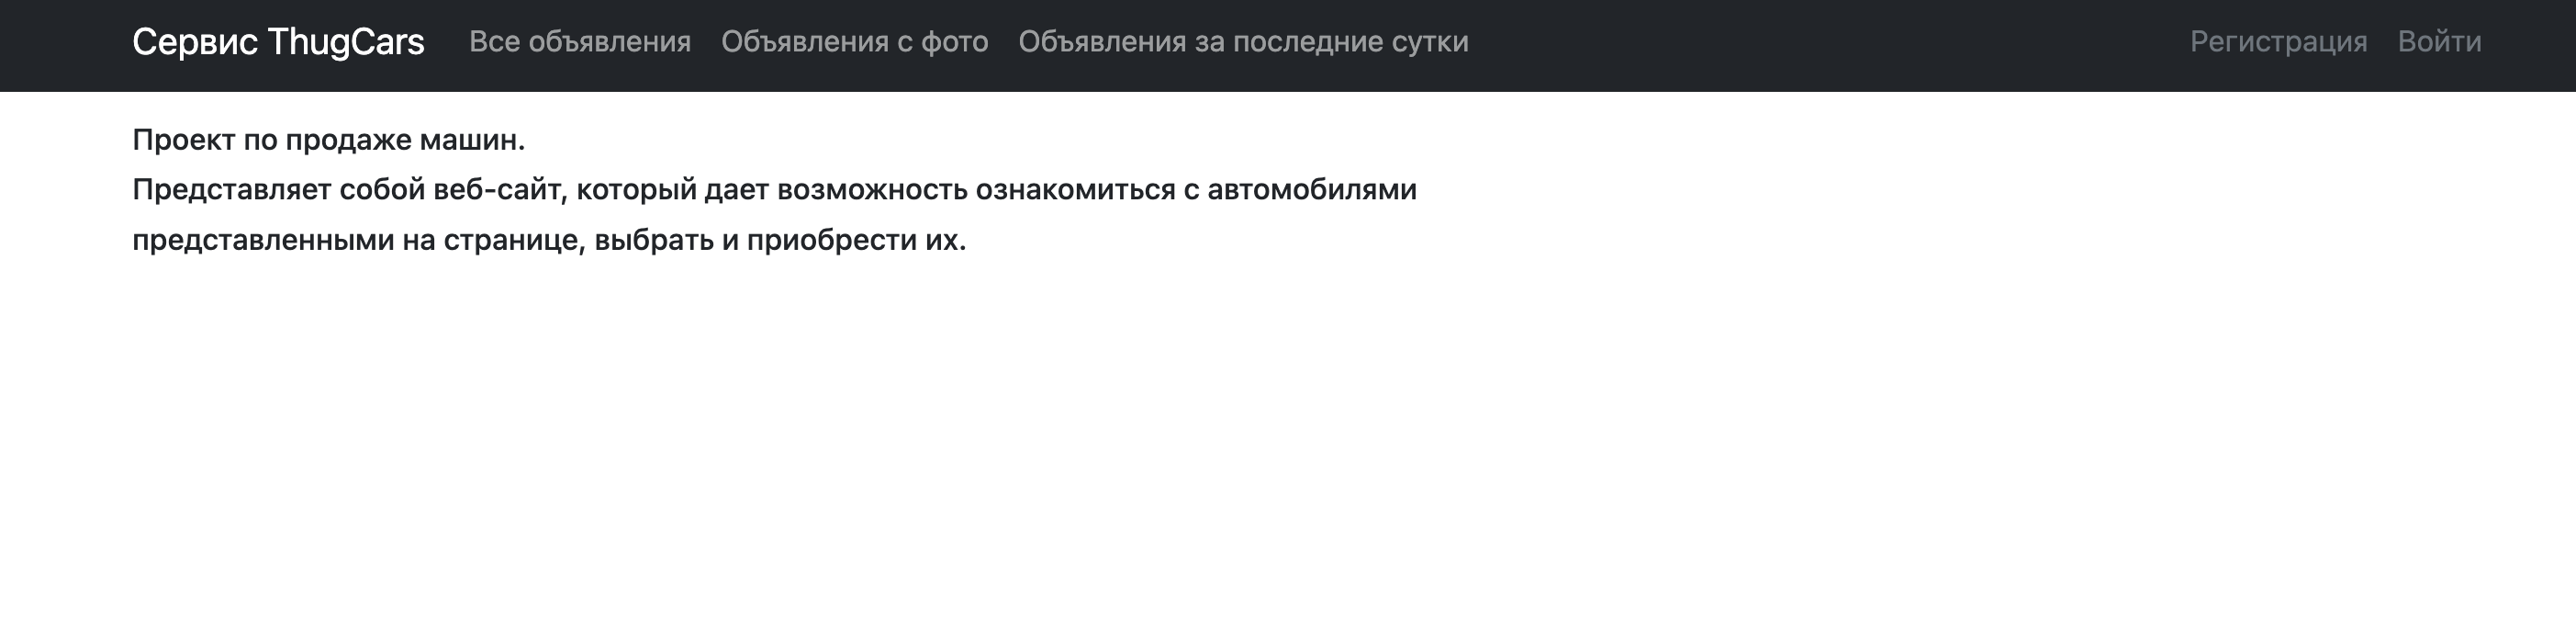 Сервис ThugCars Все объявления Объявления с фото Объявления за последние сутки Регистрация Войти
Проект по продаже машин.
Представляет собой веб-сайт, который дает возможность ознакомиться с автомобилями
представленными на странице, выбрать и приобрести их.